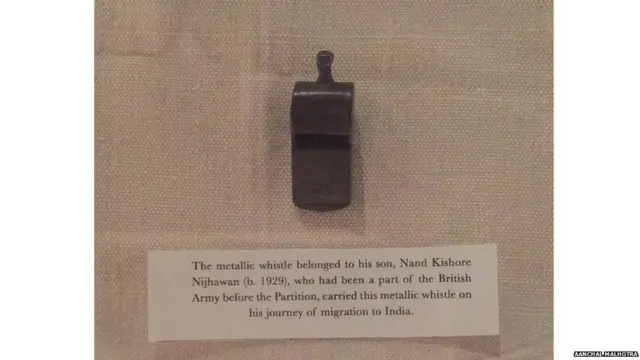 The metallic whistle belonged to his son, Nand Kishore
Nijhawan (b. 1929), who had been a part of the British
Army before the Partition, carried this metallic whistle on
his journey of migration to India.
AANCHAL MALHOTRA